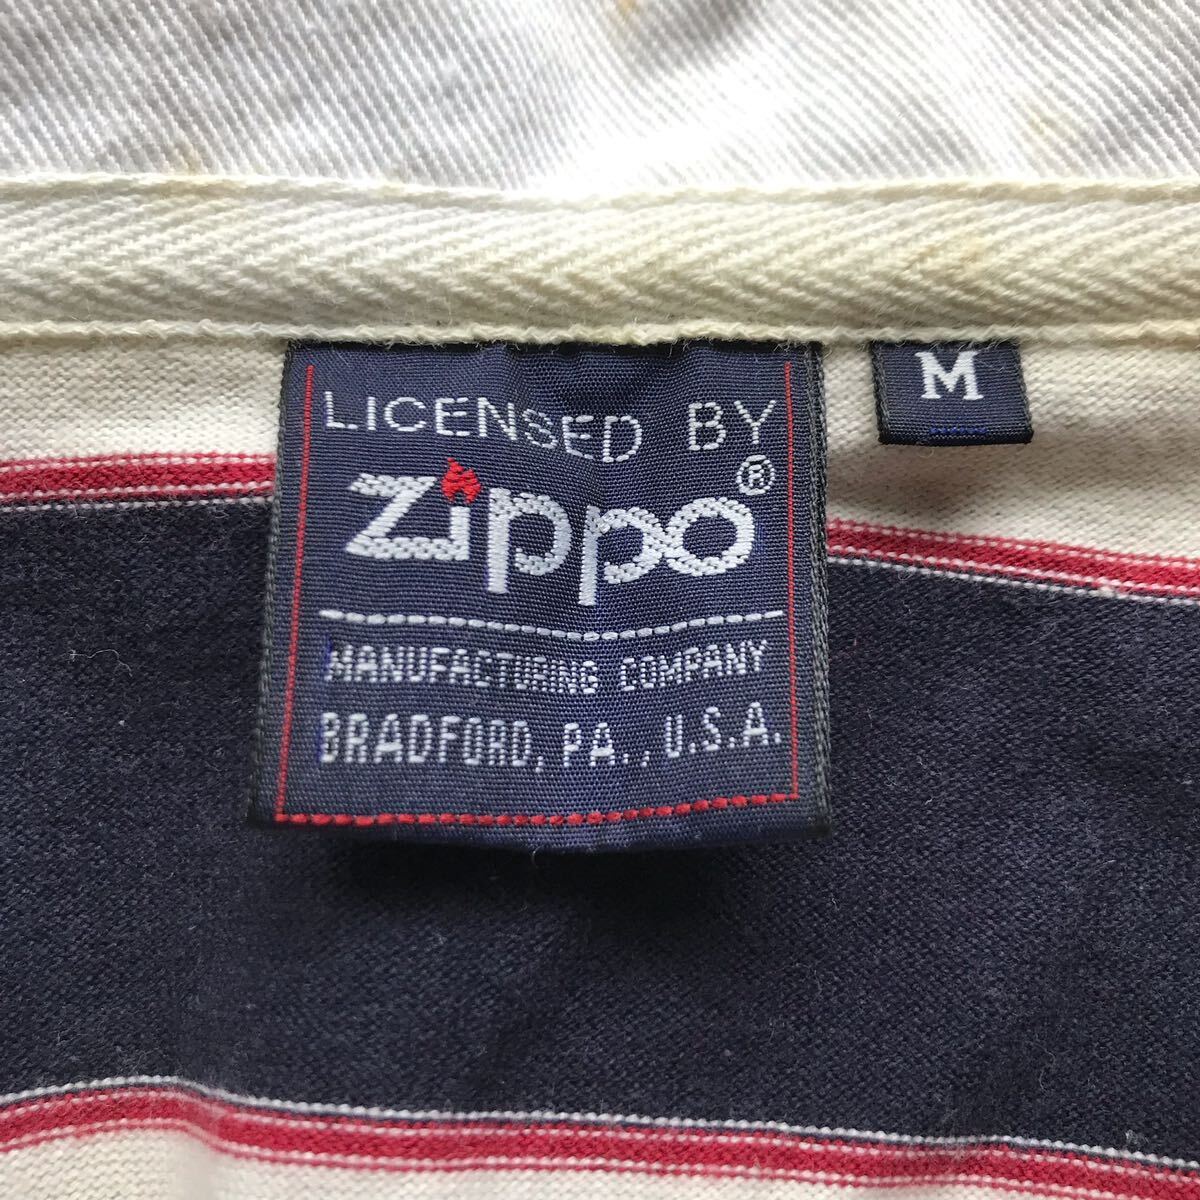 LICENSED BY
Zippo®
MANUFACTURING COMPANY
BRADFORD, PA., U.S.A.
M